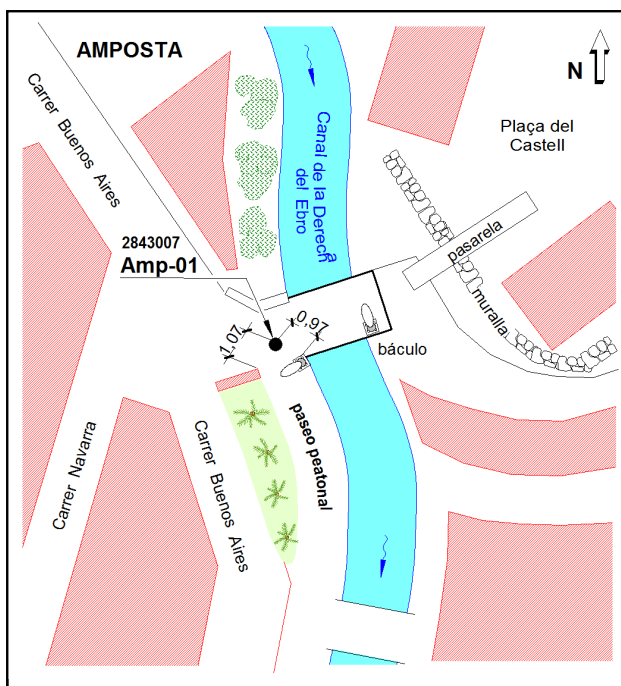 AMPOSTA
N
Carrer Buenos Aires
Plaça del
Castell
Canal de la Derecha
del Ebro
pasarela
muralla
2843007
Amp-01
1,07
0,97
báculo
paseo peatonal
Carrer Navarra
Carrer Buenos
Aires